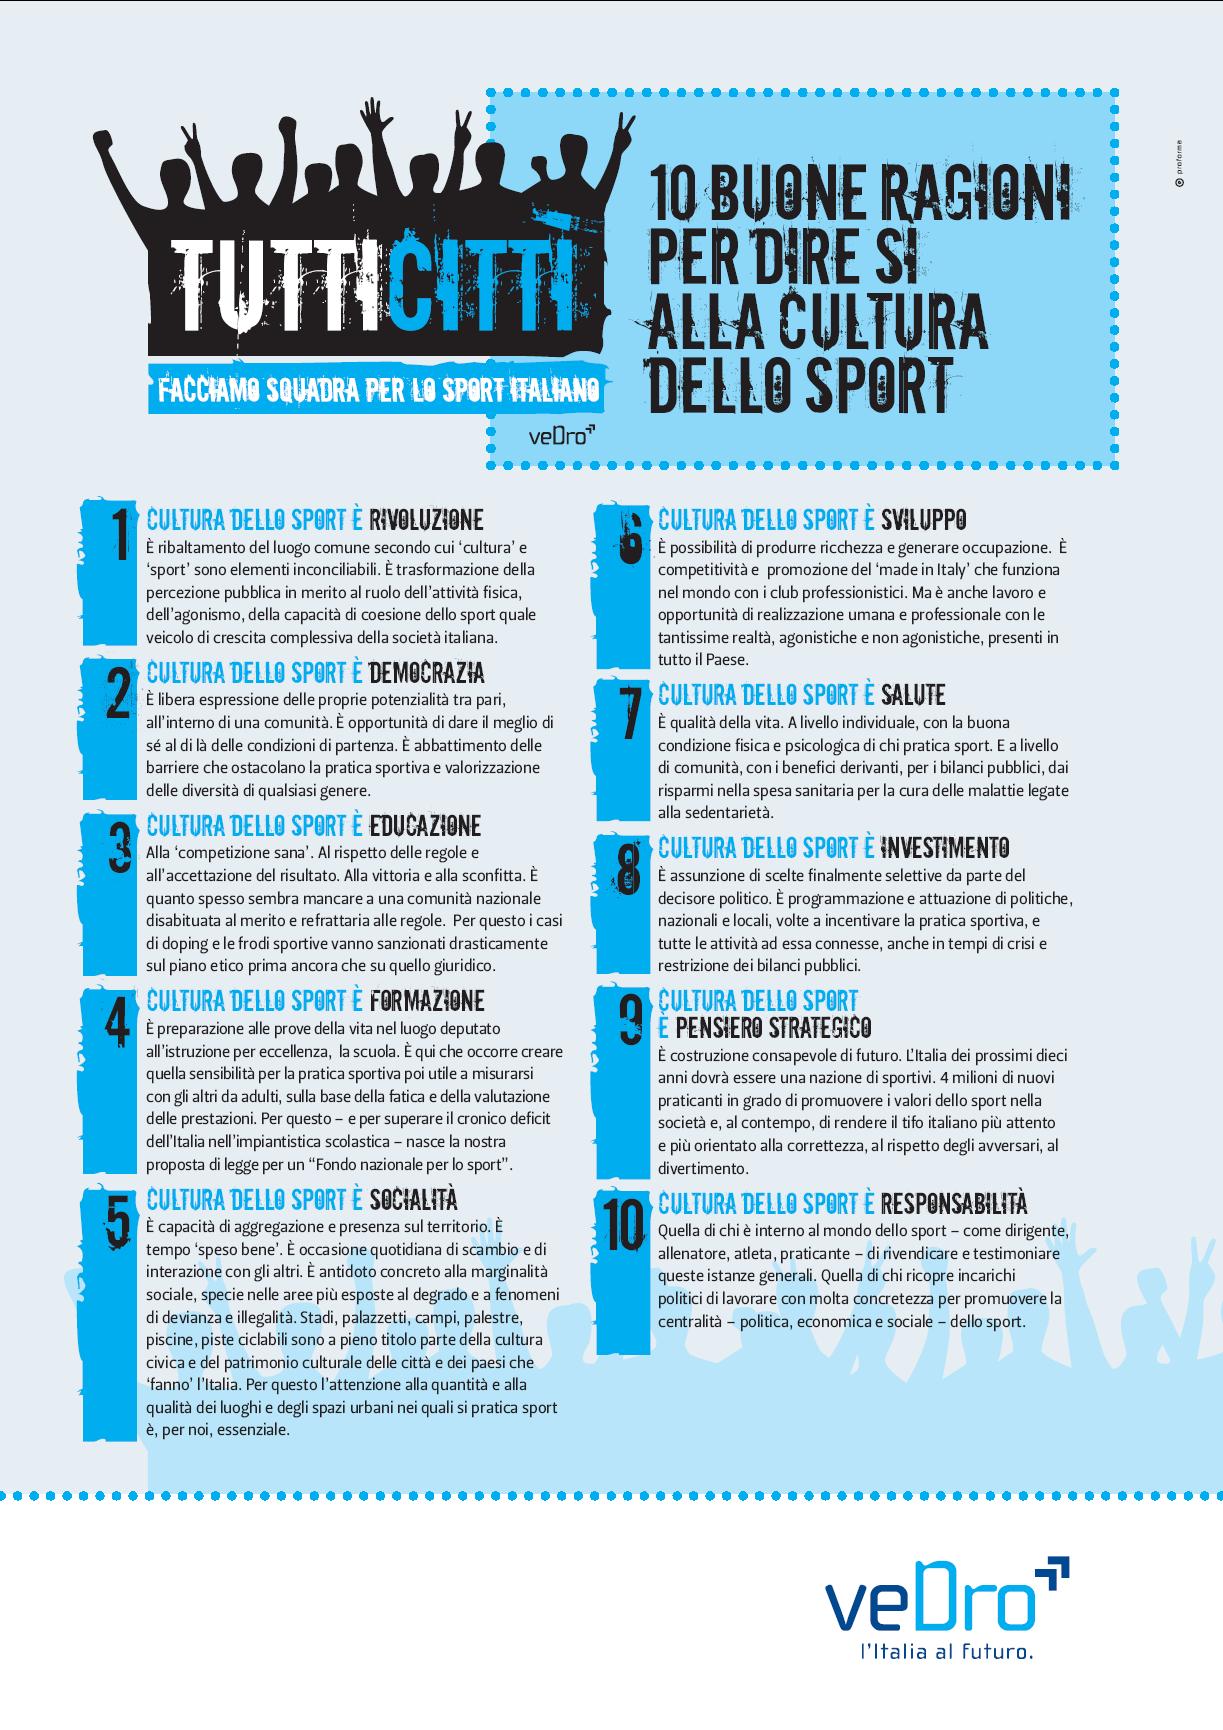 TUTTICITTI
FACCIAMO SQUADRA PER LO SPORT ITALIANO
veDro
10 BUONE RAGIONI
PER DIRE SÌ
ALLA CULTURA
DELLO SPORT
© proforma
1
CULTURA DELLO SPORT È RIVOLUZIONE
È ribaltamento del luogo comune secondo cui ‘cultura’ e
‘sport’ sono elementi inconciliabili. È trasformazione della
percezione pubblica in merito al ruolo dell’attività fisica,
dell’agonismo, della capacità di coesione dello sport quale
veicolo di crescita complessiva della società italiana.
2
CULTURA DELLO SPORT È DEMOCRAZIA
È libera espressione delle proprie potenzialità tra pari,
all’interno di una comunità. È opportunità di dare il meglio di
sé al di là delle condizioni di partenza. È abbattimento delle
barriere che ostacolano la pratica sportiva e valorizzazione
delle diversità di qualsiasi genere.
3
CULTURA DELLO SPORT È EDUCAZIONE
Alla ‘competizione sana’. Al rispetto delle regole e
all’accettazione del risultato. Alla vittoria e alla sconfitta. È
quanto spesso sembra mancare a una comunità nazionale
disabituata al merito e refrattaria alle regole. Per questo i casi
di doping e le frodi sportive vanno sanzionati drasticamente
sul piano etico prima ancora che su quello giuridico.
4
CULTURA DELLO SPORT È FORMAZIONE
È preparazione alle prove della vita nel luogo deputato
all’istruzione per eccellenza, la scuola. È qui che occorre creare
quella sensibilità per la pratica sportiva poi utile a misurarsi
con gli altri da adulti, sulla base della fatica e della valutazione
delle prestazioni. Per questo – e per superare il cronico deficit
dell’Italia nell’impiantistica scolastica – nasce la nostra
proposta di legge per un “Fondo nazionale per lo sport”.
5
CULTURA DELLO SPORT È SOCIALITÀ
È capacità di aggregazione e presenza sul territorio. È
tempo ‘speso bene’. È occasione quotidiana di scambio e di
interazione con gli altri. È antidoto concreto alla marginalità
sociale, specie nelle aree più esposte al degrado e a fenomeni
di devianza e illegalità. Stadi, palazzetti, campi, palestre,
piscine, piste ciclabili sono a pieno titolo parte della cultura
civica e del patrimonio culturale delle città e dei paesi che
‘fanno’ l’Italia. Per questo l’attenzione alla quantità e alla
qualità dei luoghi e degli spazi urbani nei quali si pratica sport
è, per noi, essenziale.
6
CULTURA DELLO SPORT È SVILUPPO
È possibilità di produrre ricchezza e generare occupazione. È
competitività e promozione del ‘made in Italy’ che funziona
nel mondo con i club professionistici. Ma è anche lavoro e
opportunità di realizzazione umana e professionale con le
tantissime realtà, agonistiche e non agonistiche, presenti in
tutto il Paese.
7
CULTURA DELLO SPORT È SALUTE
È qualità della vita. A livello individuale, con la buona
condizione fisica e psicologica di chi pratica sport. E a livello
di comunità, con i benefici derivanti, per i bilanci pubblici, dai
risparmi nella spesa sanitaria per la cura delle malattie legate
alla sedentarietà.
8
CULTURA DELLO SPORT È INVESTIMENTO
È assunzione di scelte finalmente selettive da parte del
decisore politico. È programmazione e attuazione di politiche,
nazionali e locali, volte a incentivare la pratica sportiva, e
tutte le attività ad essa connesse, anche in tempi di crisi e
restrizione dei bilanci pubblici.
9
CULTURA DELLO SPORT
È PENSIERO STRATEGICO
È costruzione consapevole di futuro. L’Italia dei prossimi dieci
anni dovrà essere una nazione di sportivi. 4 milioni di nuovi
praticanti in grado di promuovere i valori dello sport nella
società e, al contempo, di rendere il tifo italiano più attento
e più orientato alla correttezza, al rispetto degli avversari, al
divertimento.
10
CULTURA DELLO SPORT È RESPONSABILITÀ
Quella di chi è interno al mondo dello sport – come dirigente,
allenatore, atleta, praticante – di rivendicare e testimoniare
queste istanze generali. Quella di chi ricopre incarichi
politici di lavorare con molta concretezza per promuovere la
centralità – politica, economica e sociale – dello sport.
veDro
l’Italia al futuro.